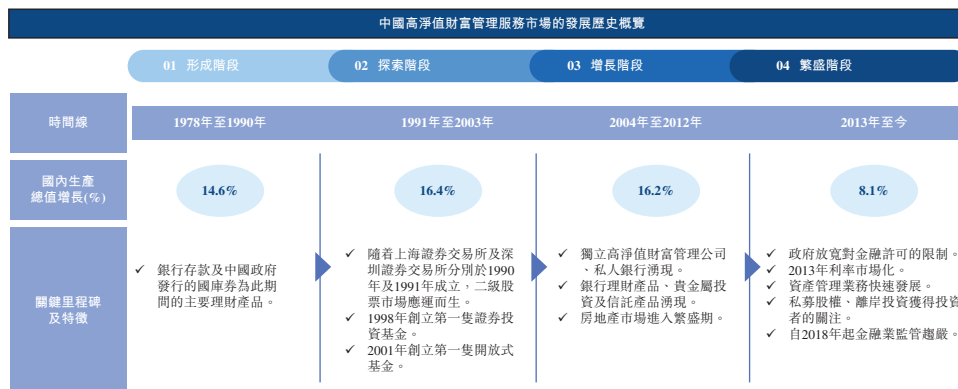 中國高淨值財富管理服務市場的發展歷史概覽
01 形成階段
02 探索階段
03 增長階段
04 繁盛階段
時間線
1978年至1990年
1991年至2003年
2004年至2012年
2013年至今
國內生產
總值增長(%)
14.6%
16.4%
16.2%
8.1%
關鍵里程碑
及特徵
✓ 銀行存款及中國政府
發行的國庫券為此期
間的主要理財產品。
✓ 隨着上海證券交易所及深
圳證券交易所分別於1990
年及1991年成立，二級股
票市場應運而生。
✓ 1998年創立第一隻證券投
資基金。
✓ 2001年創立第一隻開放式
基金。
✓ 獨立高淨值財富管理公司
、私人銀行湧現。
✓ 銀行理財產品、貴金屬投
資及信託產品湧現。
✓ 房地產市場進入繁盛期。
✓ 政府放寬對金融許可的限制。
✓ 2013年利率市場化。
✓ 資產管理業務快速發展。
✓ 私募股權、離岸投資獲得投資
者的關注。
✓ 自2018年起金融業監管趨嚴。